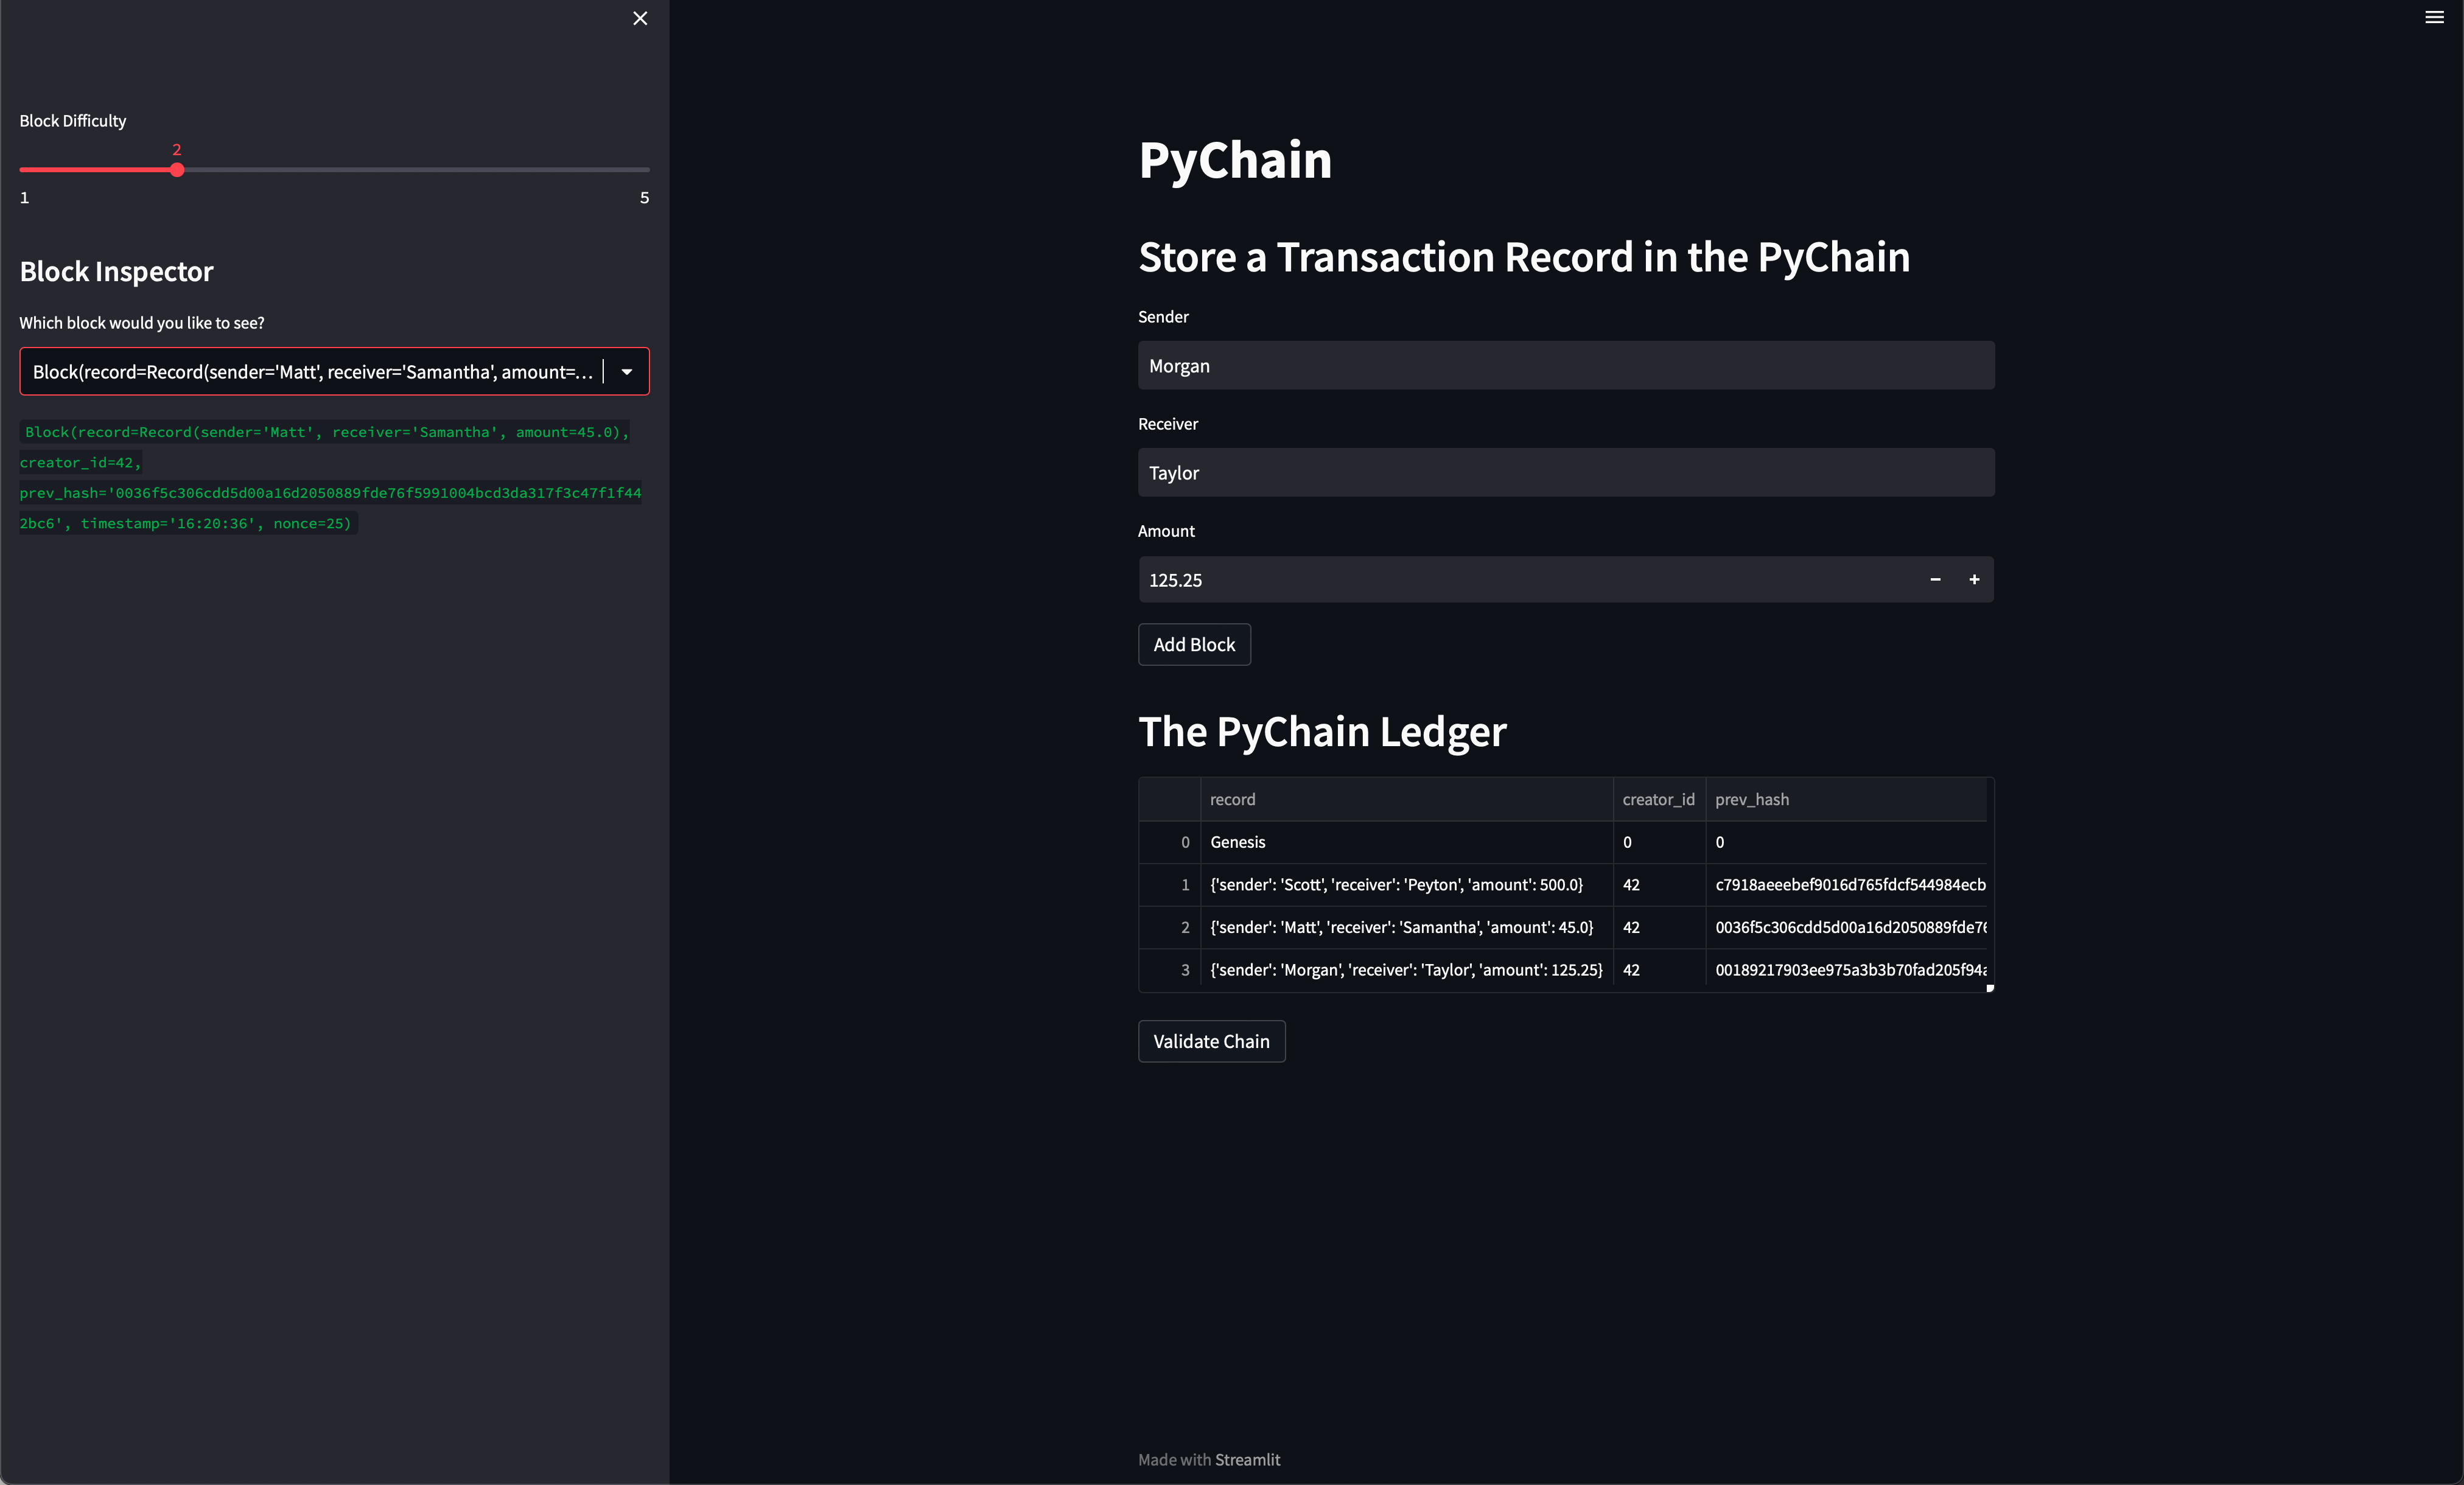 Block Difficulty
2
1 5
Block Inspector
Which block would you like to see?
Block(record=Record(sender='Matt', receiver='Samantha', amount=...
Block(record=Record(sender='Matt', receiver='Samantha', amount=45.0),
creator_id=42,
prev_hash='0036f5c306cdd5d00a16d2050889fde76f5991004bcd3da317f3c47f1f44
2bc6', timestamp='16:20:36', nonce=25)
PyChain
Store a Transaction Record in the PyChain
Sender
Morgan
Receiver
Taylor
Amount
125.25
Add Block
The PyChain Ledger
record creator_id prev_hash
0 Genesis 0 0
1 {'sender': 'Scott', 'receiver': 'Peyton', 'amount': 500.0} 42 c7918aeeebef9016d765fdcf544984ecb
2 {'sender': 'Matt', 'receiver': 'Samantha', 'amount': 45.0} 42 0036f5c306cdd5d00a16d2050889fde76
3 {'sender': 'Morgan', 'receiver': 'Taylor', 'amount': 125.25} 42 00189217903ee975a3b3b70fad205f94a
Validate Chain
Made with Streamlit